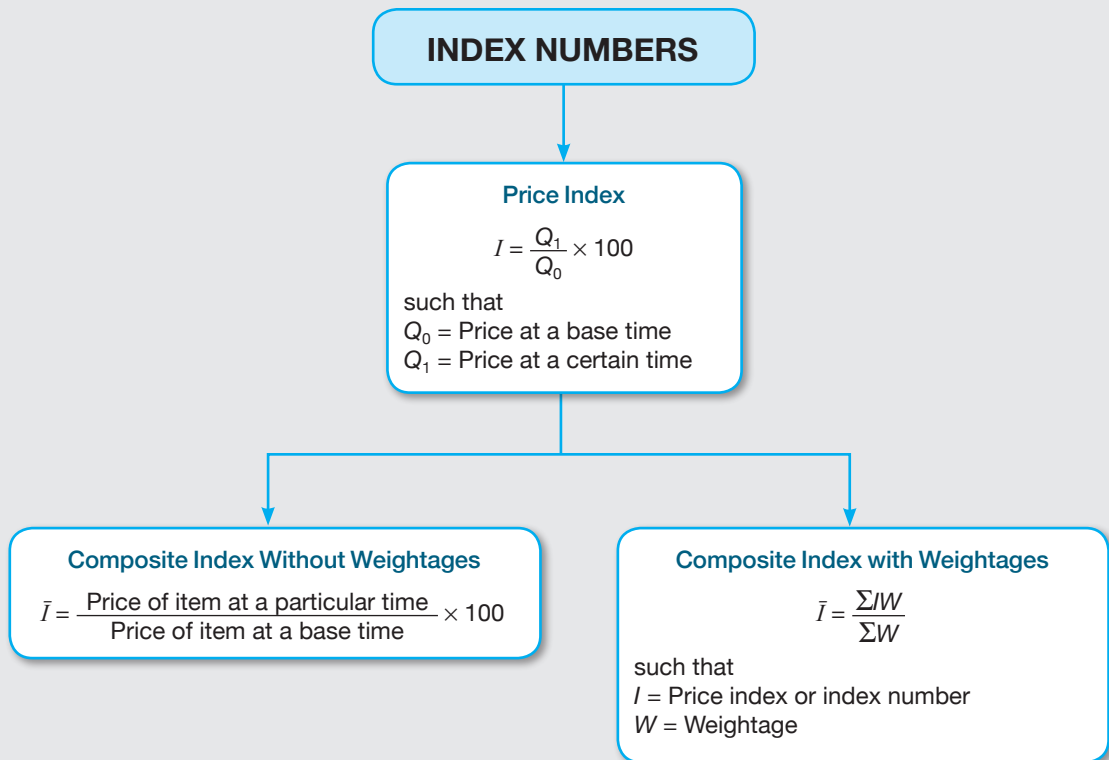 INDEX NUMBERS
Price Index
I = Q₁/Q₀ × 100
such that
Q₀ = Price at a base time
Q₁ = Price at a certain time
Composite Index Without Weightages
Ī = Price of item at a particular time / Price of item at a base time × 100
Composite Index with Weightages
Ī = ΣIW/ΣW
such that
I = Price index or index number
W = Weightage